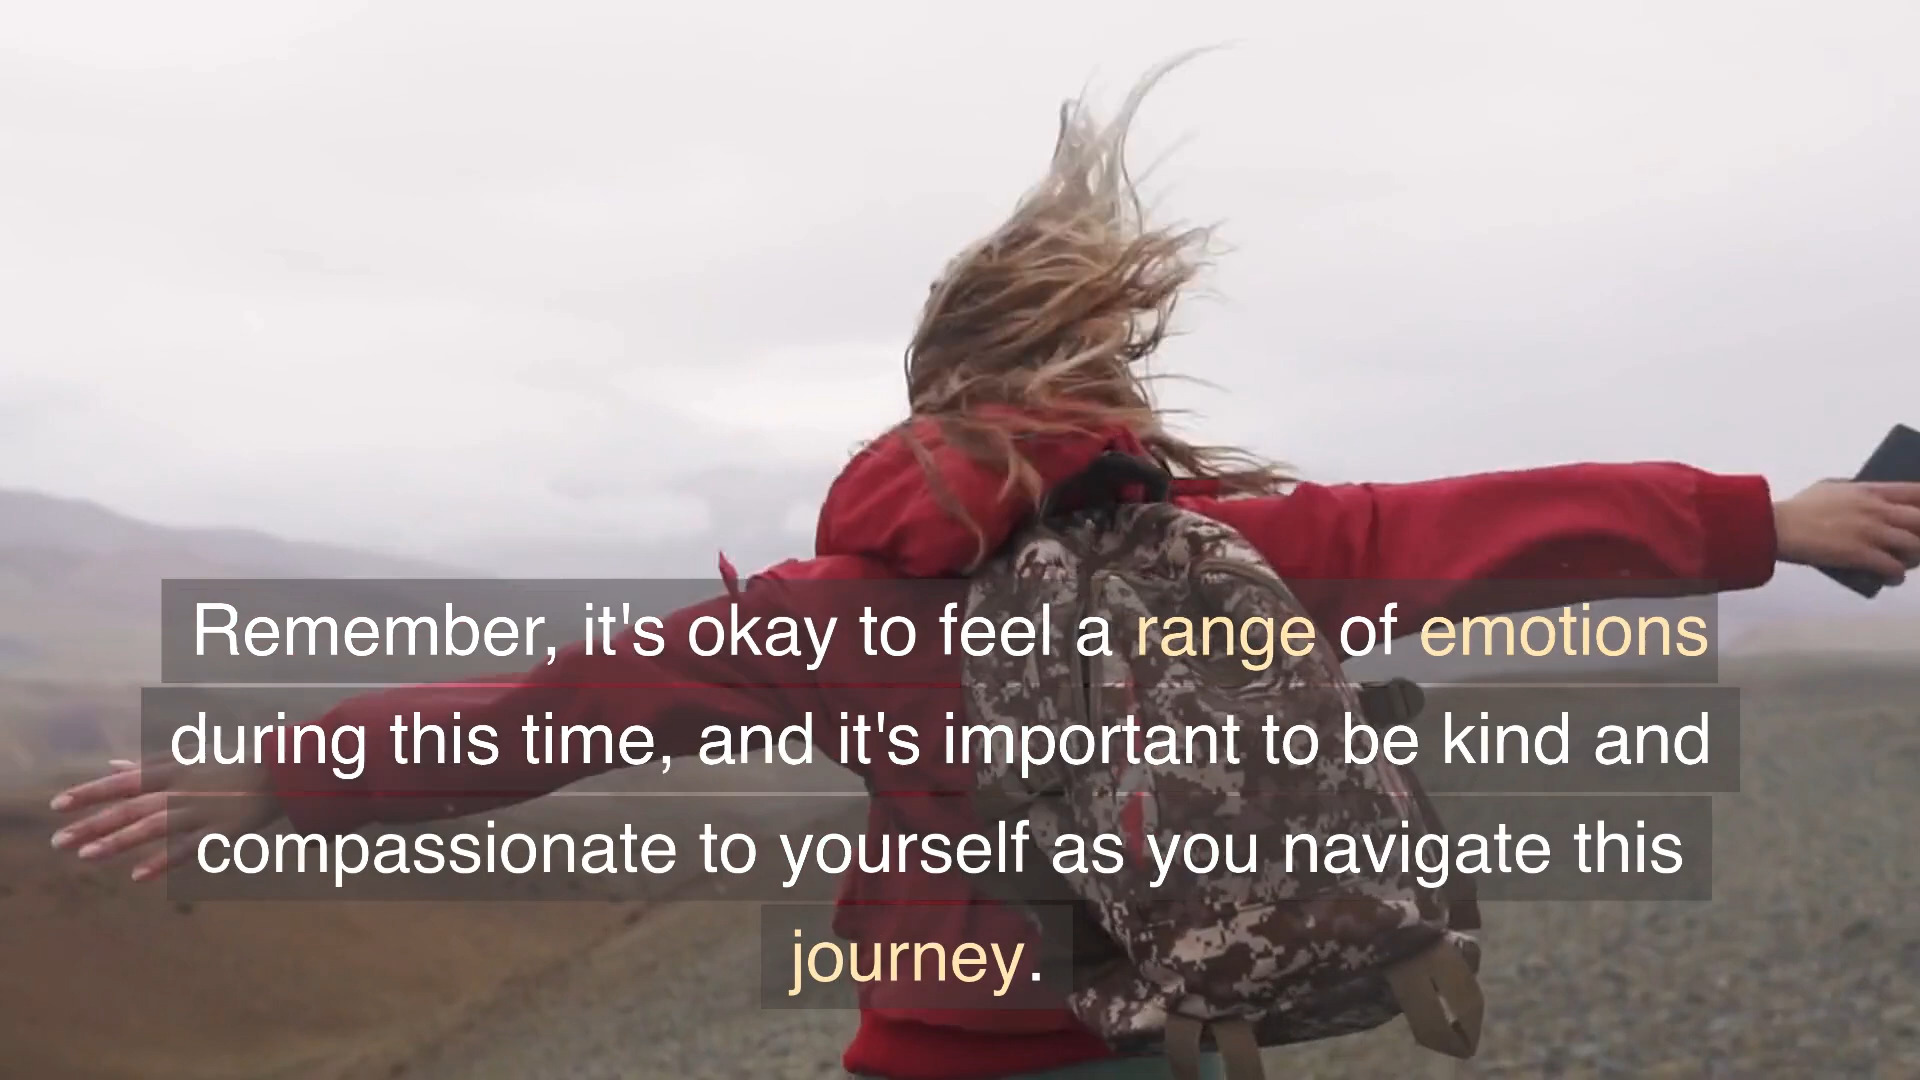 Remember, it's okay to feel a range of emotions
during this time, and it's important to be kind and
compassionate to yourself as you navigate this
journey.